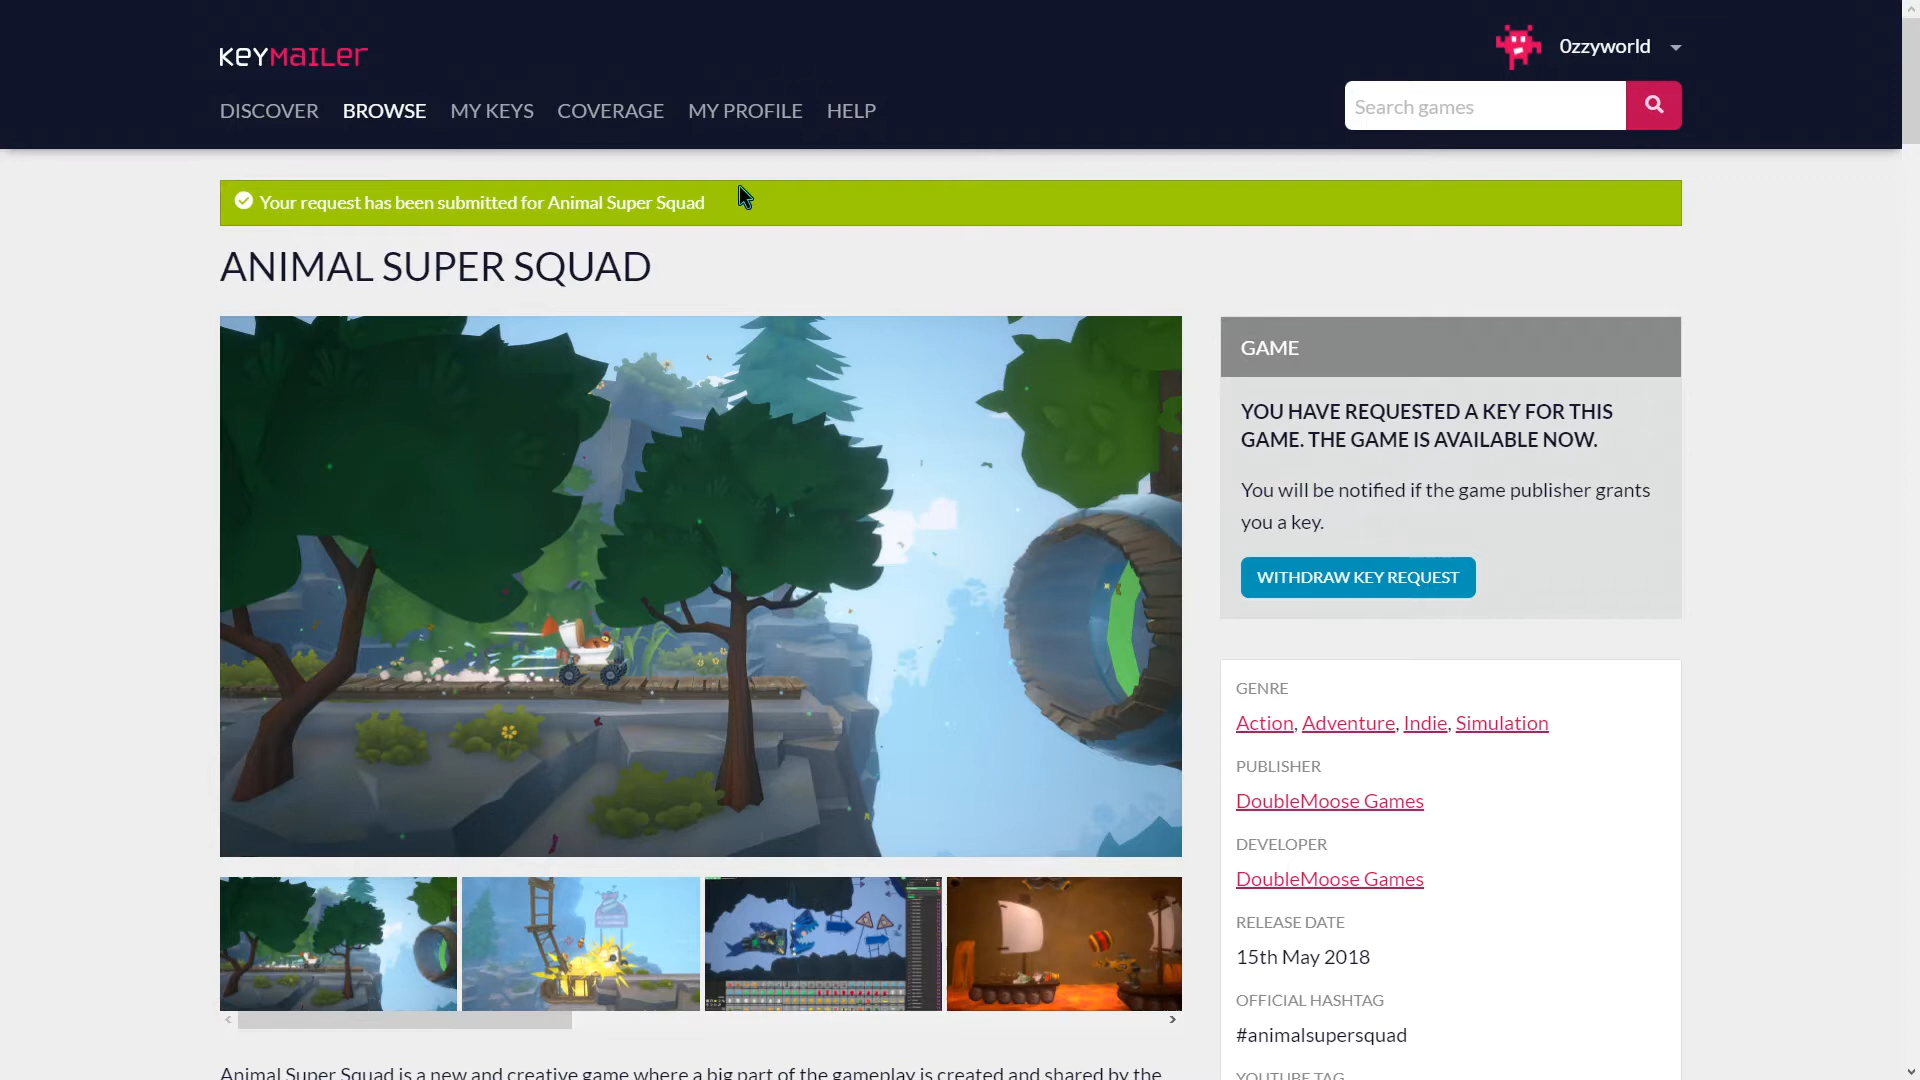 KEYMAILER
0zzyworld
DISCOVER BROWSE MY KEYS COVERAGE MY PROFILE HELP
Search games
Your request has been submitted for Animal Super Squad
ANIMAL SUPER SQUAD
GAME
YOU HAVE REQUESTED A KEY FOR THIS
GAME. THE GAME IS AVAILABLE NOW.
You will be notified if the game publisher grants
you a key.
WITHDRAW KEY REQUEST
GENRE
Action, Adventure, Indie, Simulation
PUBLISHER
DoubleMoose Games
DEVELOPER
DoubleMoose Games
RELEASE DATE
15th May 2018
OFFICIAL HASHTAG
#animalsupersquad
YOUTUBE TAG
Animal Super Squad is a new and creative game where a big part of the gameplay is created and shared by the